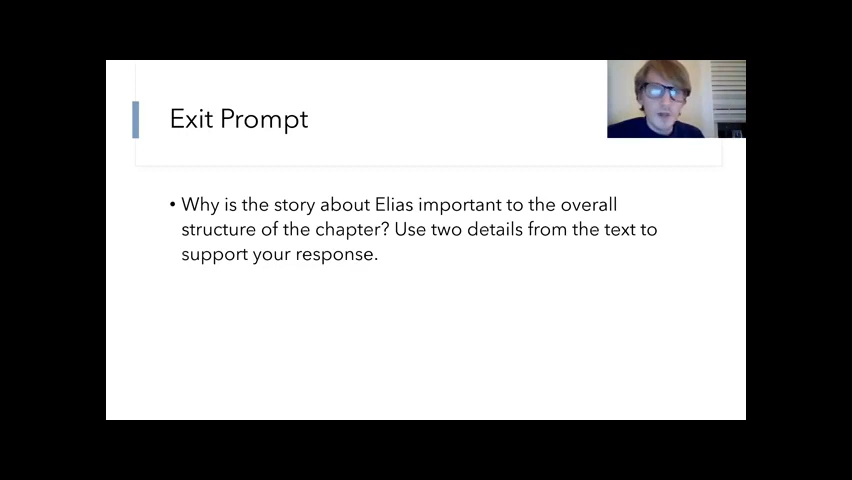 Exit Prompt
• Why is the story about Elias important to the overall
structure of the chapter? Use two details from the text to
support your response.